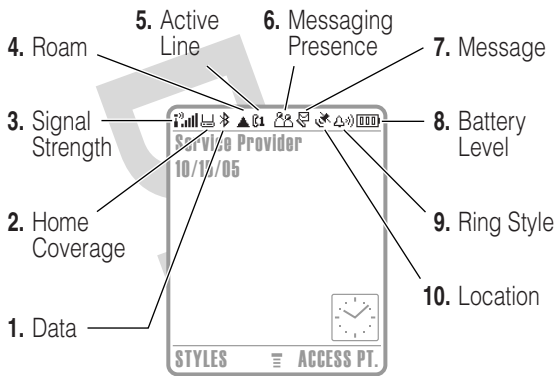 5. Active Line
6. Messaging Presence
4. Roam
7. Message
3. Signal Strength
8. Battery Level
1
Service Provider
10/15/05
2. Home Coverage
9. Ring Style
10. Location
1. Data
STYLES
ACCESS PT.